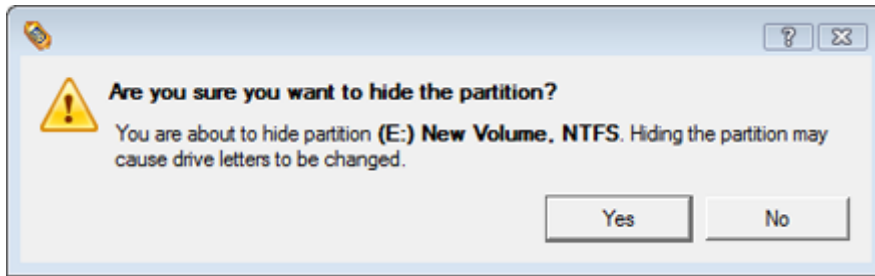 Are you sure you want to hide the partition?
You are about to hide partition (E:) New Volume, NTFS. Hiding the partition may
cause drive letters to be changed.
Yes No